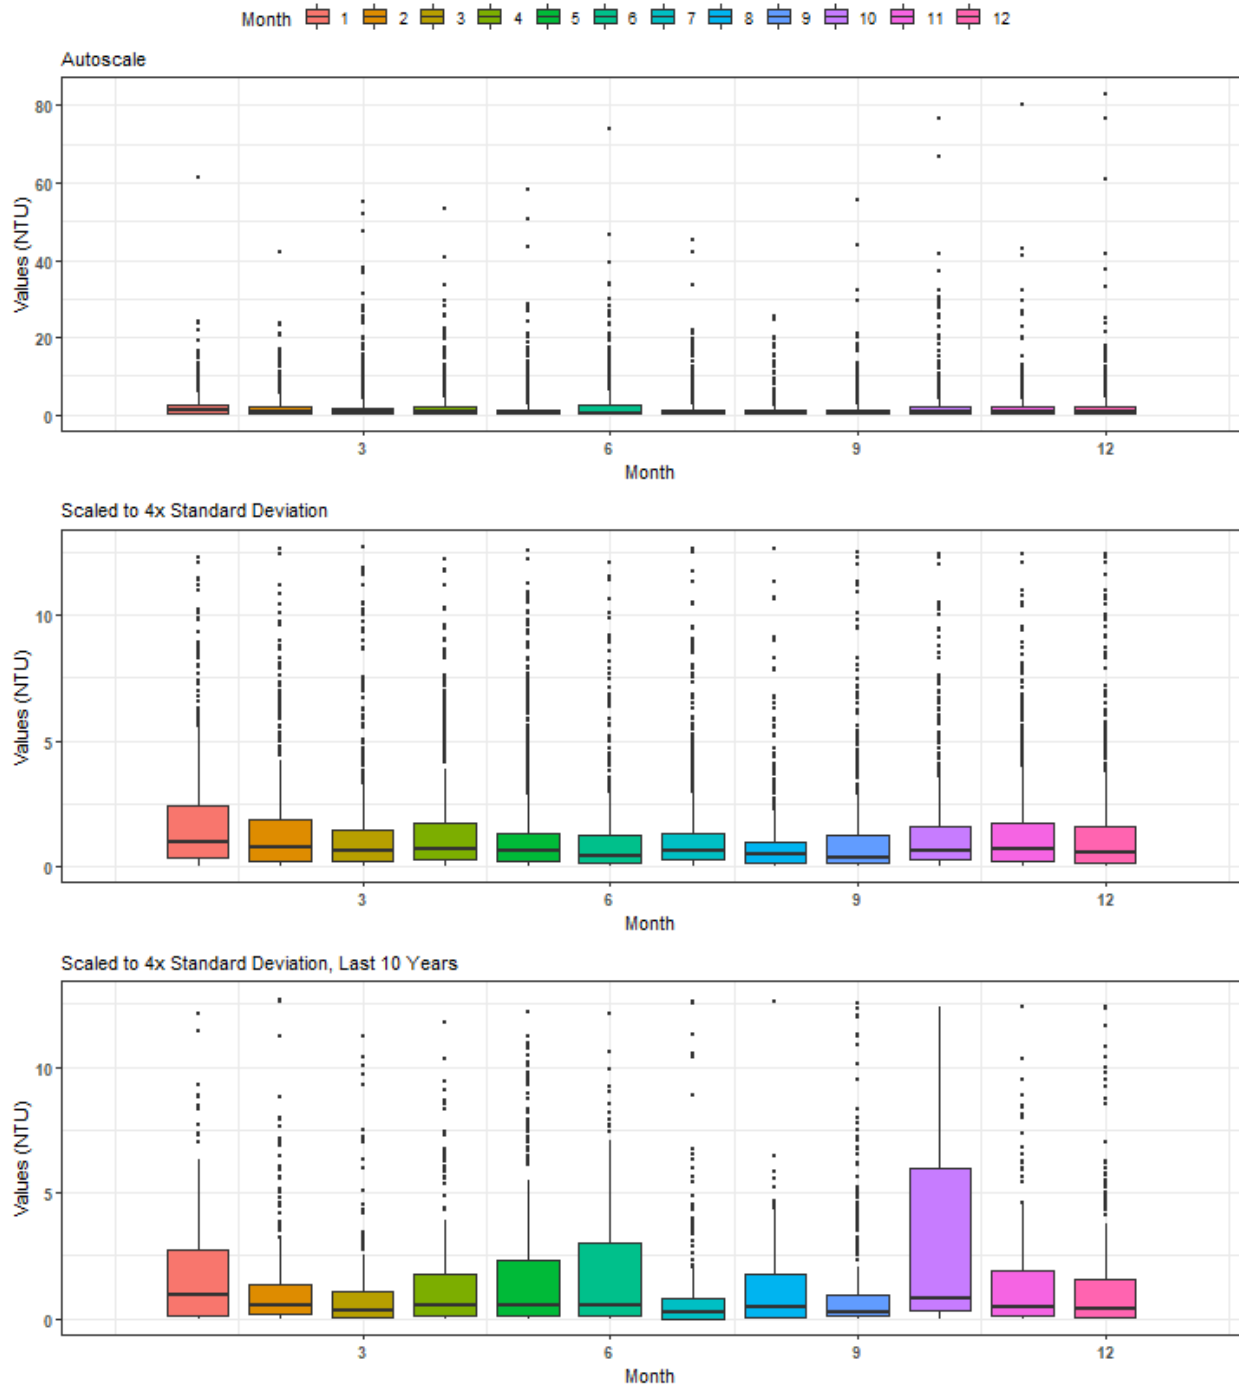 Month 1 2 3 4 5 6 7 8 9 10 11 12
Autoscale
Values (NTU)
80
60
40
20
0
3 6 9 12
Month
Scaled to 4x Standard Deviation
Values (NTU)
10
5
0
3 6 9 12
Month
Scaled to 4x Standard Deviation, Last 10 Years
Values (NTU)
10
5
0
3 6 9 12
Month